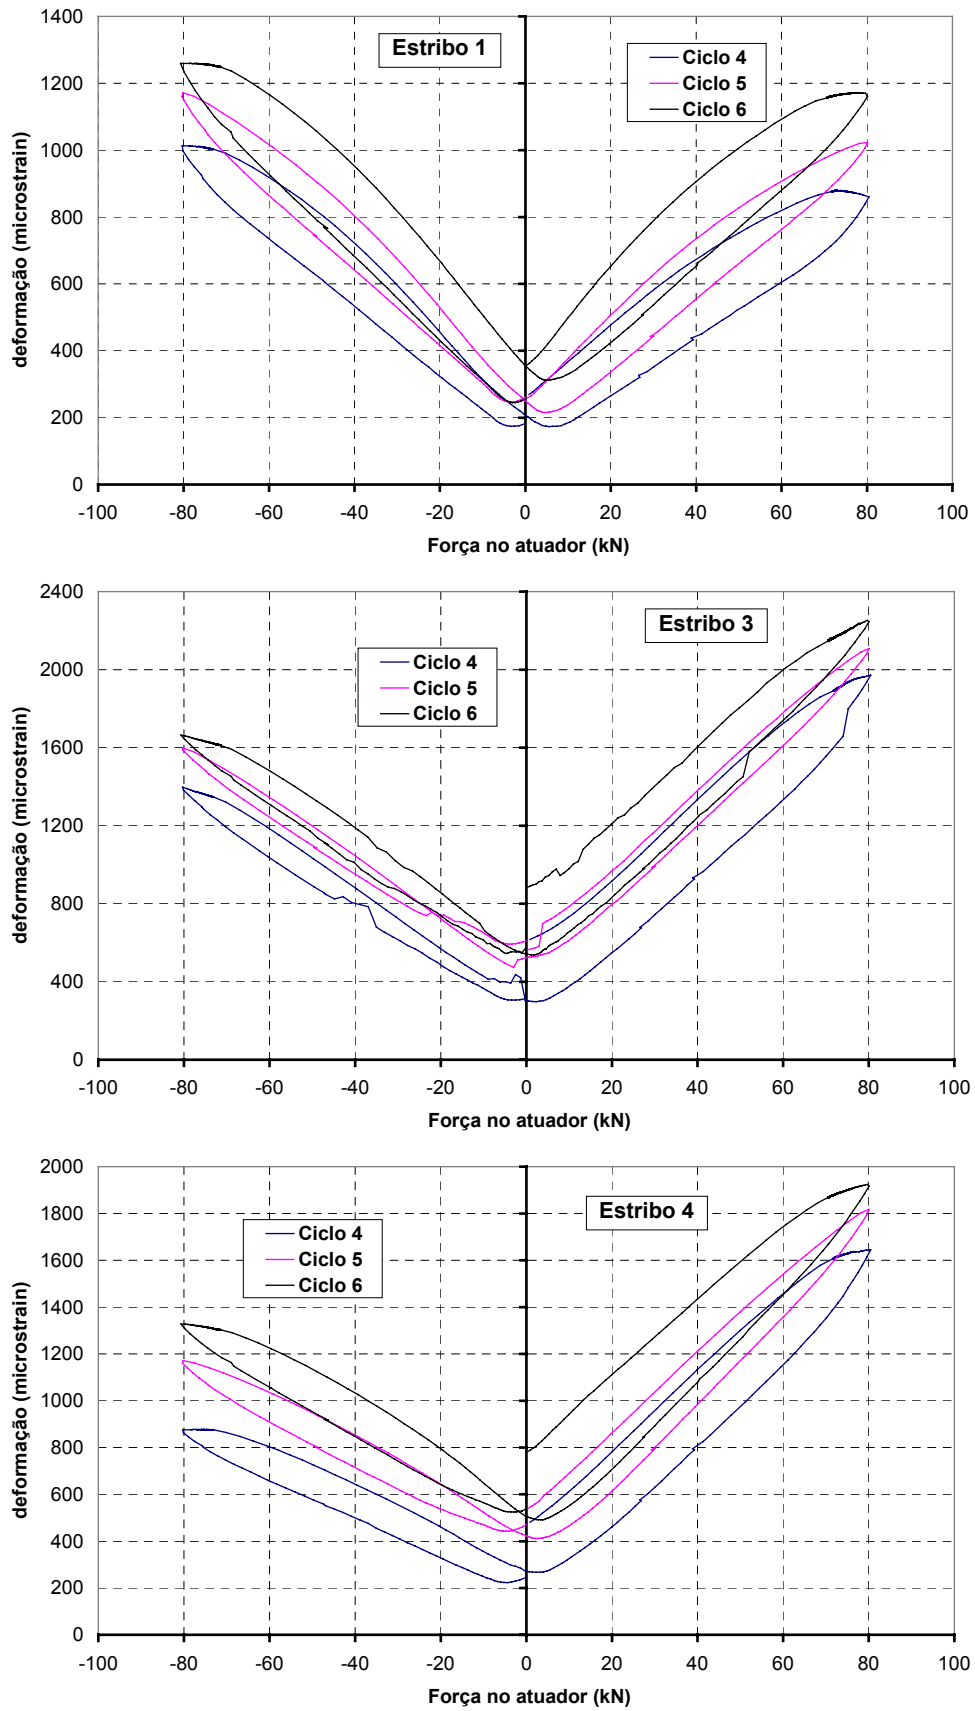 1400
1200
1000
800
600
400
200
0
deformação (microstrain)
Estribo 1
Ciclo 4
Ciclo 5
Ciclo 6
-100 -80 -60 -40 -20 0 20 40 60 80 100
Força no atuador (kN)
2400
2000
1600
1200
800
400
0
deformação (microstrain)
Estribo 3
Ciclo 4
Ciclo 5
Ciclo 6
-100 -80 -60 -40 -20 0 20 40 60 80 100
Força no atuador (kN)
2000
1800
1600
1400
1200
1000
800
600
400
200
0
deformação (microstrain)
Estribo 4
Ciclo 4
Ciclo 5
Ciclo 6
-100 -80 -60 -40 -20 0 20 40 60 80 100
Força no atuador (kN)